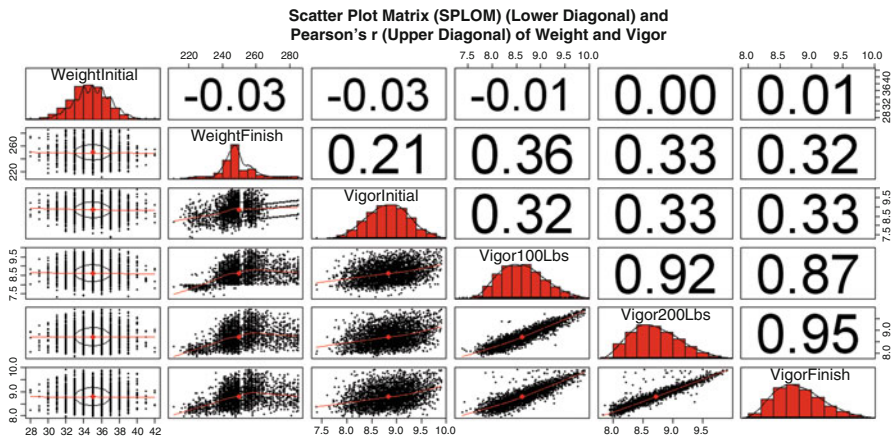 Scatter Plot Matrix (SPLOM) (Lower Diagonal) and
Pearson's r (Upper Diagonal) of Weight and Vigor
220 240 260 280
7.5 8.5 9.0 10.0
8.0 8.5 9.0 9.5 10.0
WeightInitial
-0.03 -0.03 -0.01 0.00 0.01
28 32 36 40
220 260
WeightFinish
0.21 0.36 0.33 0.32
VigorInitial
0.32 0.33 0.33
7.5 8.5 9.5
7.5 8.5 9.5
Vigor100Lbs
0.92 0.87
Vigor200Lbs
0.95
8.0 9.0
8.0 9.0 10.0
VigorFinish
28 30 32 34 36 38 40 42
7.5 8.0 8.5 9.0 9.5 10.0
8.0 8.5 9.0 9.5